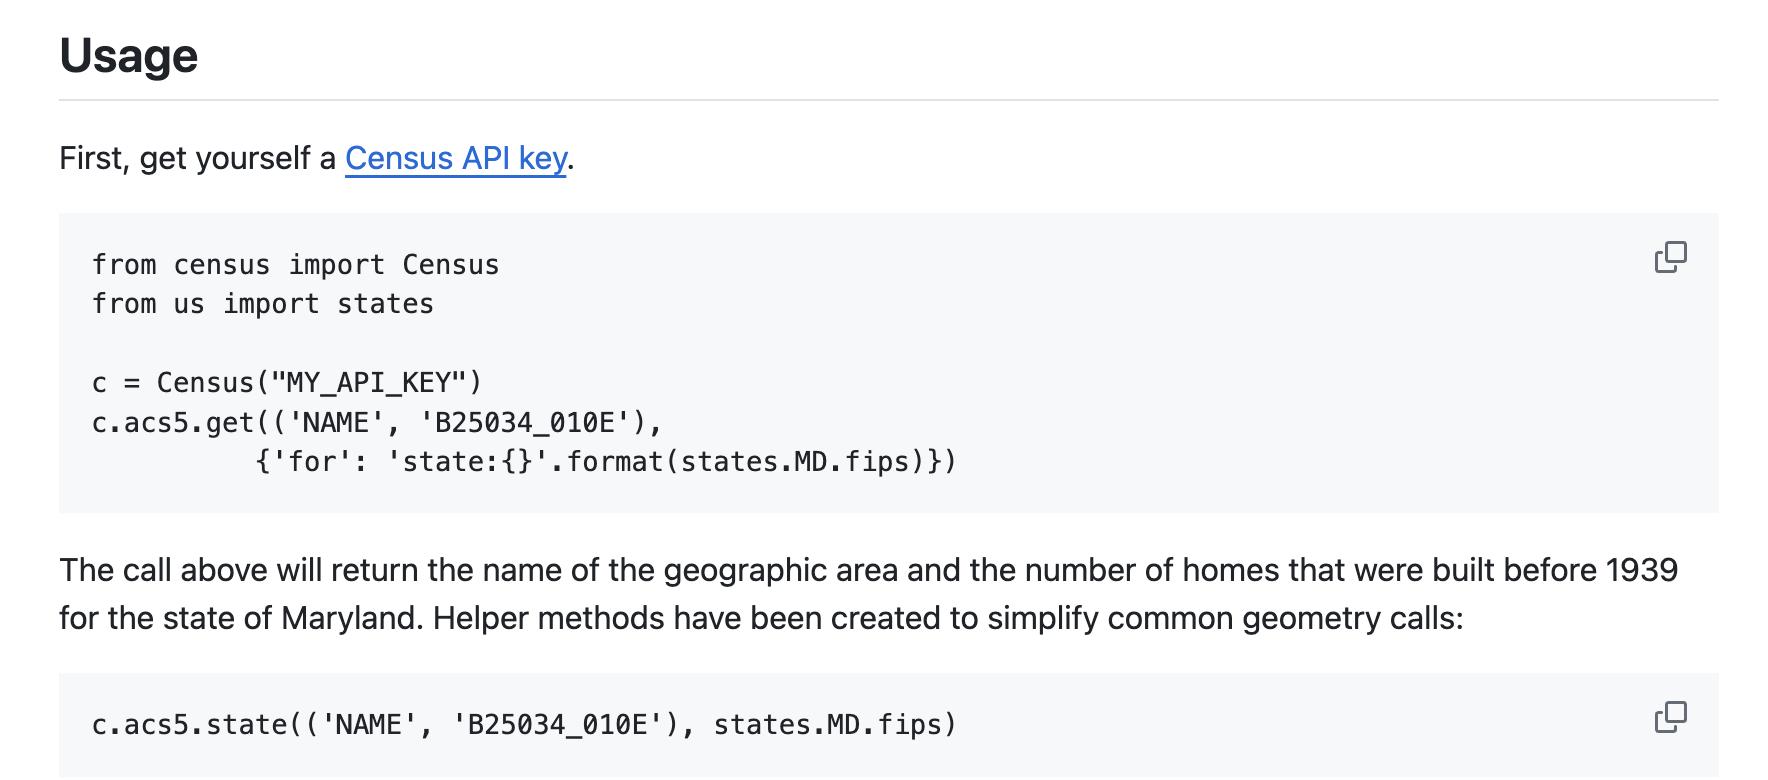 Usage
First, get yourself a Census API key.
from census import Census
from us import states
c = Census("MY_API_KEY")
c.acs5.get(('NAME', 'B25034_010E'),
          {'for': 'state:{}'.format(states.MD.fips)})
The call above will return the name of the geographic area and the number of homes that were built before 1939
for the state of Maryland. Helper methods have been created to simplify common geometry calls:
c.acs5.state(('NAME', 'B25034_010E'), states.MD.fips)